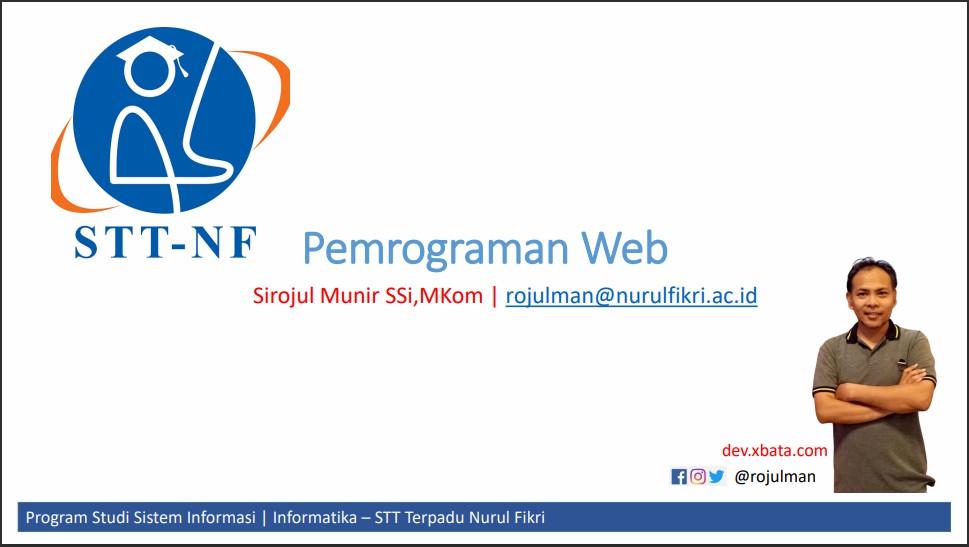 STT-NF
Pemrograman Web
Sirojul Munir SSi,MKom | rojulman@nurulfikri.ac.id
dev.xbata.com
@rojulman
Program Studi Sistem Informasi | Informatika – STT Terpadu Nurul Fikri